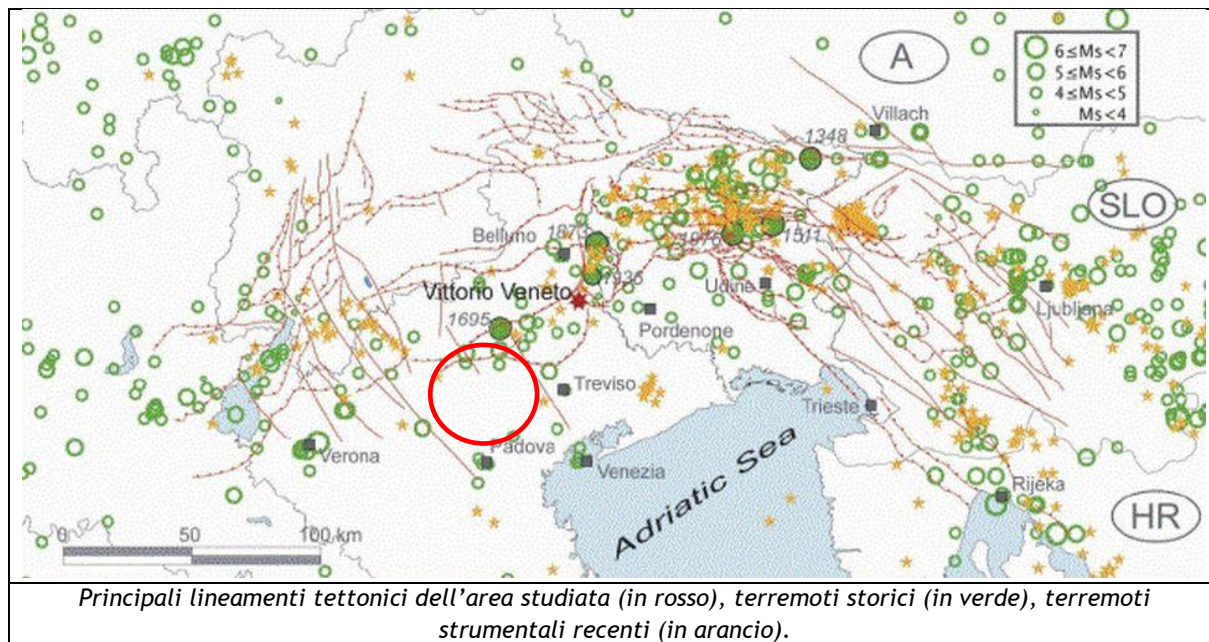 A
6≤Ms<7
5≤Ms<6
4≤Ms<5
Ms<4
Villach
1348
SLO
Belluno
1873
1976
1511
1936
Vittorio Veneto
Udine
Ljubljana
1695
Pordenone
Treviso
Trieste
Verona
Padova
Venezia
Adriatic Sea
Rijeka
HR
0 50 100 km
Principali lineamenti tettonici dell’area studiata (in rosso), terremoti storici (in verde), terremoti
strumentali recenti (in arancio).